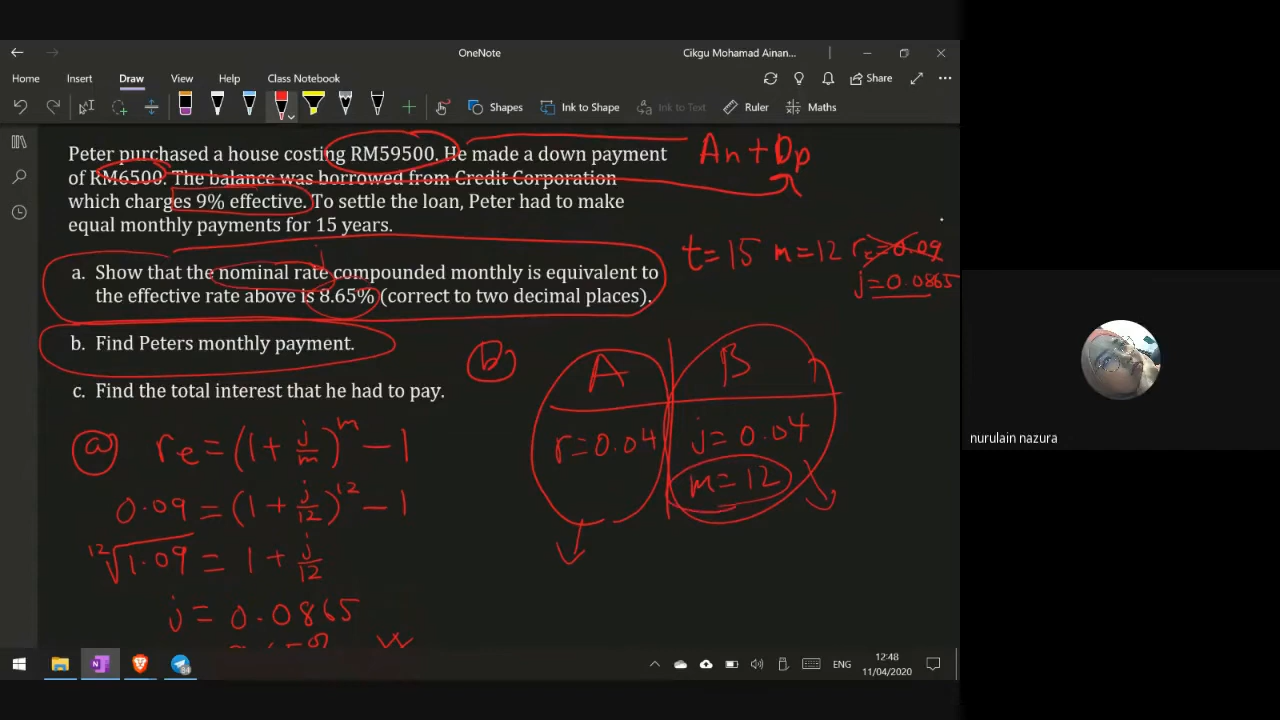 OneNote
Cikgu Mohamad Ainan...
Home Insert Draw View Help Class Notebook
Share
Shapes Ink to Shape Ink to Text Ruler Maths
Peter purchased a house costing RM59500. He made a down payment
of RM6500. The balance was borrowed from Credit Corporation
which charges 9% effective. To settle the loan, Peter had to make
equal monthly payments for 15 years.
An + Dp
a. Show that the nominal rate compounded monthly is equivalent to
the effective rate above is 8.65% (correct to two decimal places).
t = 15 m = 12 re = 0.09
j = 0.0865
b. Find Peters monthly payment.
c. Find the total interest that he had to pay.
b
A B
r = 0.04 j = 0.04
m = 12
a re = (1 + j/m)^m - 1
0.09 = (1 + j/12)^12 - 1
12√1.09 = 1 + j/12
j = 0.0865
nurulain nazura
84
ENG
12:48
11/04/2020